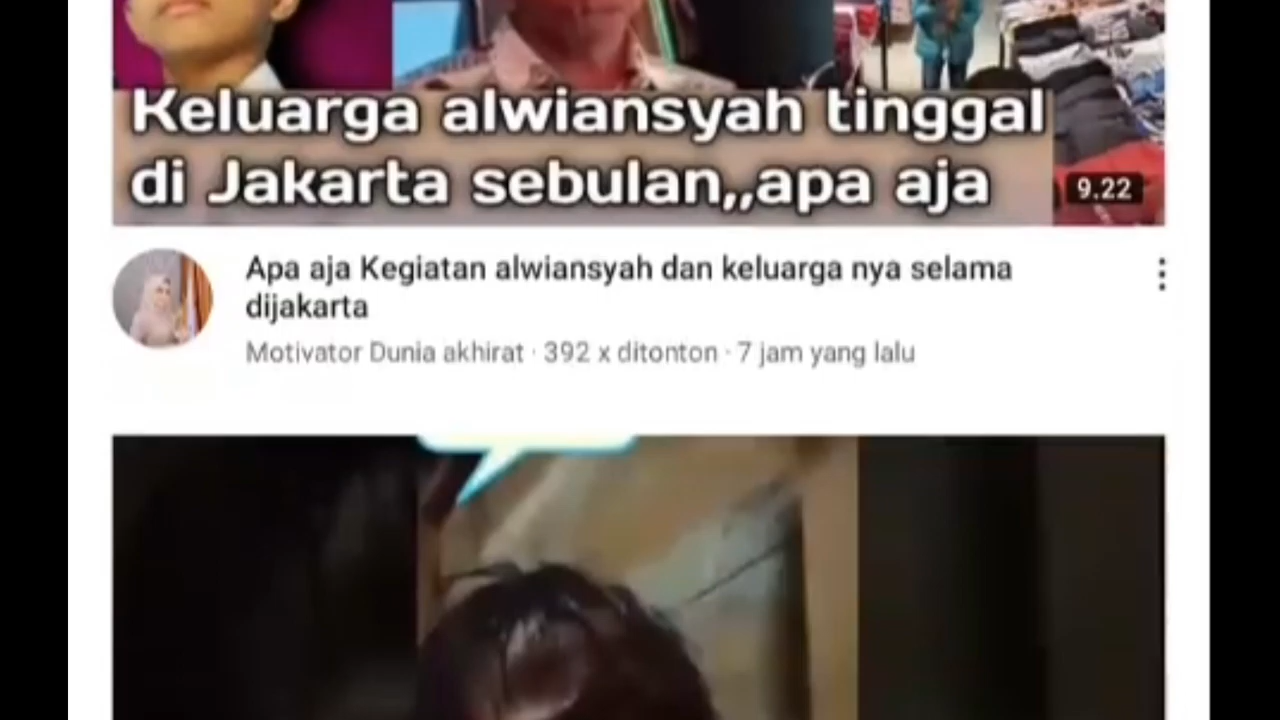 Keluarga alwiansyah tinggal
di Jakarta sebulan,,apa aja
9.22
Apa aja Kegiatan alwiansyah dan keluarga nya selama
dijakarta
Motivator Dunia akhirat · 392 x ditonton · 7 jam yang lalu